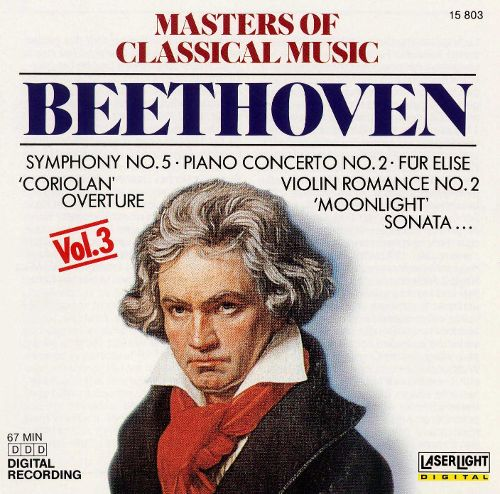 15 803
MASTERS OF
CLASSICAL MUSIC
BEETHOVEN
SYMPHONY NO. 5 · PIANO CONCERTO NO. 2 · FÜR ELISE
'CORIOLAN' OVERTURE
VIOLIN ROMANCE NO. 2
'MOONLIGHT' SONATA ...
Vol. 3
67 MIN
DDD
DIGITAL
RECORDING
LASERLIGHT
DIGITAL